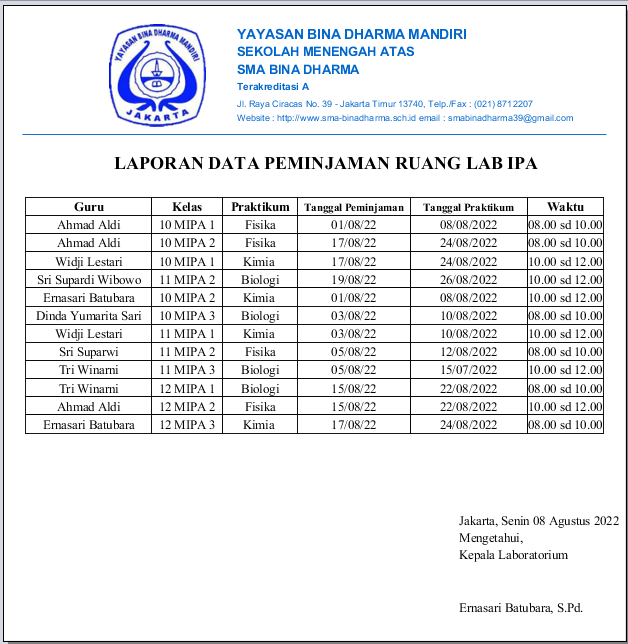 YAYASAN BINA DHARMA MANDIRI
JAKARTA
YAYASAN BINA DHARMA MANDIRI
SEKOLAH MENENGAH ATAS
SMA BINA DHARMA
Terakreditasi A
Jl. Raya Ciracas No. 39 - Jakarta Timur 13740, Telp./Fax : (021) 8712207
Website : http://www.sma-binadharma.sch.id email : smabinadharma39@gmail.com
LAPORAN DATA PEMINJAMAN RUANG LAB IPA
Guru Kelas Praktikum Tanggal Peminjaman Tanggal Praktikum Waktu
Ahmad Aldi 10 MIPA 1 Fisika 01/08/22 08/08/2022 08.00 sd 10.00
Ahmad Aldi 10 MIPA 2 Fisika 17/08/22 24/08/2022 08.00 sd 10.00
Widji Lestari 10 MIPA 1 Kimia 17/08/22 24/08/2022 10.00 sd 12.00
Sri Supardi Wibowo 11 MIPA 2 Biologi 19/08/22 26/08/2022 10.00 sd 12.00
Ernasari Batubara 10 MIPA 2 Kimia 01/08/22 08/08/2022 10.00 sd 12.00
Dinda Yumarita Sari 10 MIPA 3 Biologi 03/08/22 10/08/2022 08.00 sd 10.00
Widji Lestari 11 MIPA 1 Kimia 03/08/22 10/08/2022 10.00 sd 12.00
Sri Suparwi 11 MIPA 2 Fisika 05/08/22 12/08/2022 08.00 sd 10.00
Tri Winarni 11 MIPA 3 Biologi 05/08/22 15/07/2022 10.00 sd 12.00
Tri Winarni 12 MIPA 1 Biologi 15/08/22 22/08/2022 08.00 sd 10.00
Ahmad Aldi 12 MIPA 2 Fisika 15/08/22 22/08/2022 10.00 sd 12.00
Ernasari Batubara 12 MIPA 3 Kimia 17/08/22 24/08/2022 08.00 sd 10.00
Jakarta, Senin 08 Agustus 2022
Mengetahui,
Kepala Laboratorium
Ernasari Batubara, S.Pd.